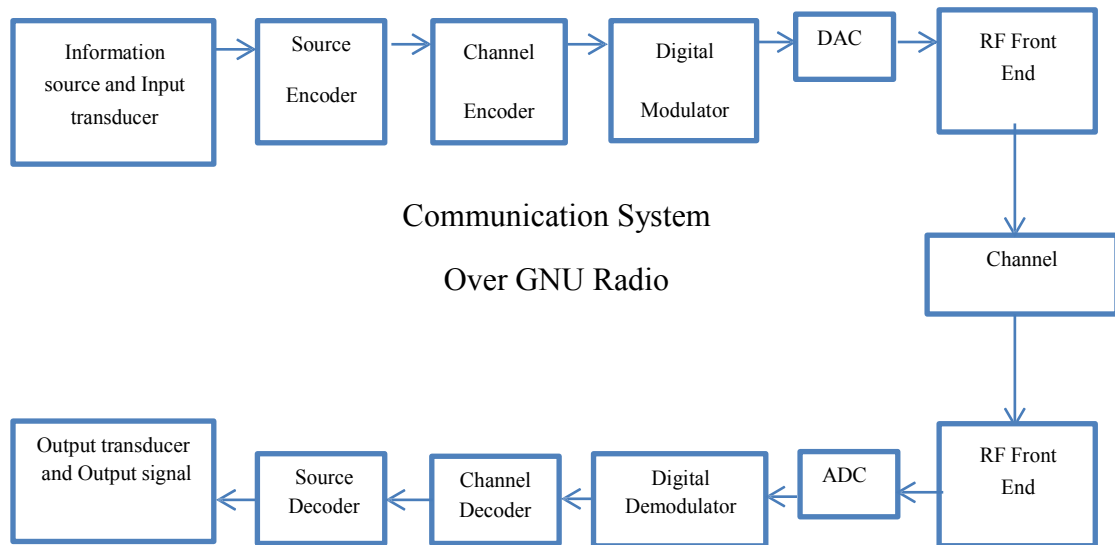 Information
source and Input
transducer
Source
Encoder
Channel
Encoder
Digital
Modulator
DAC
RF Front
End
Communication System
Over GNU Radio
Channel
RF Front
End
ADC
Digital
Demodulator
Channel
Decoder
Source
Decoder
Output transducer
and Output signal